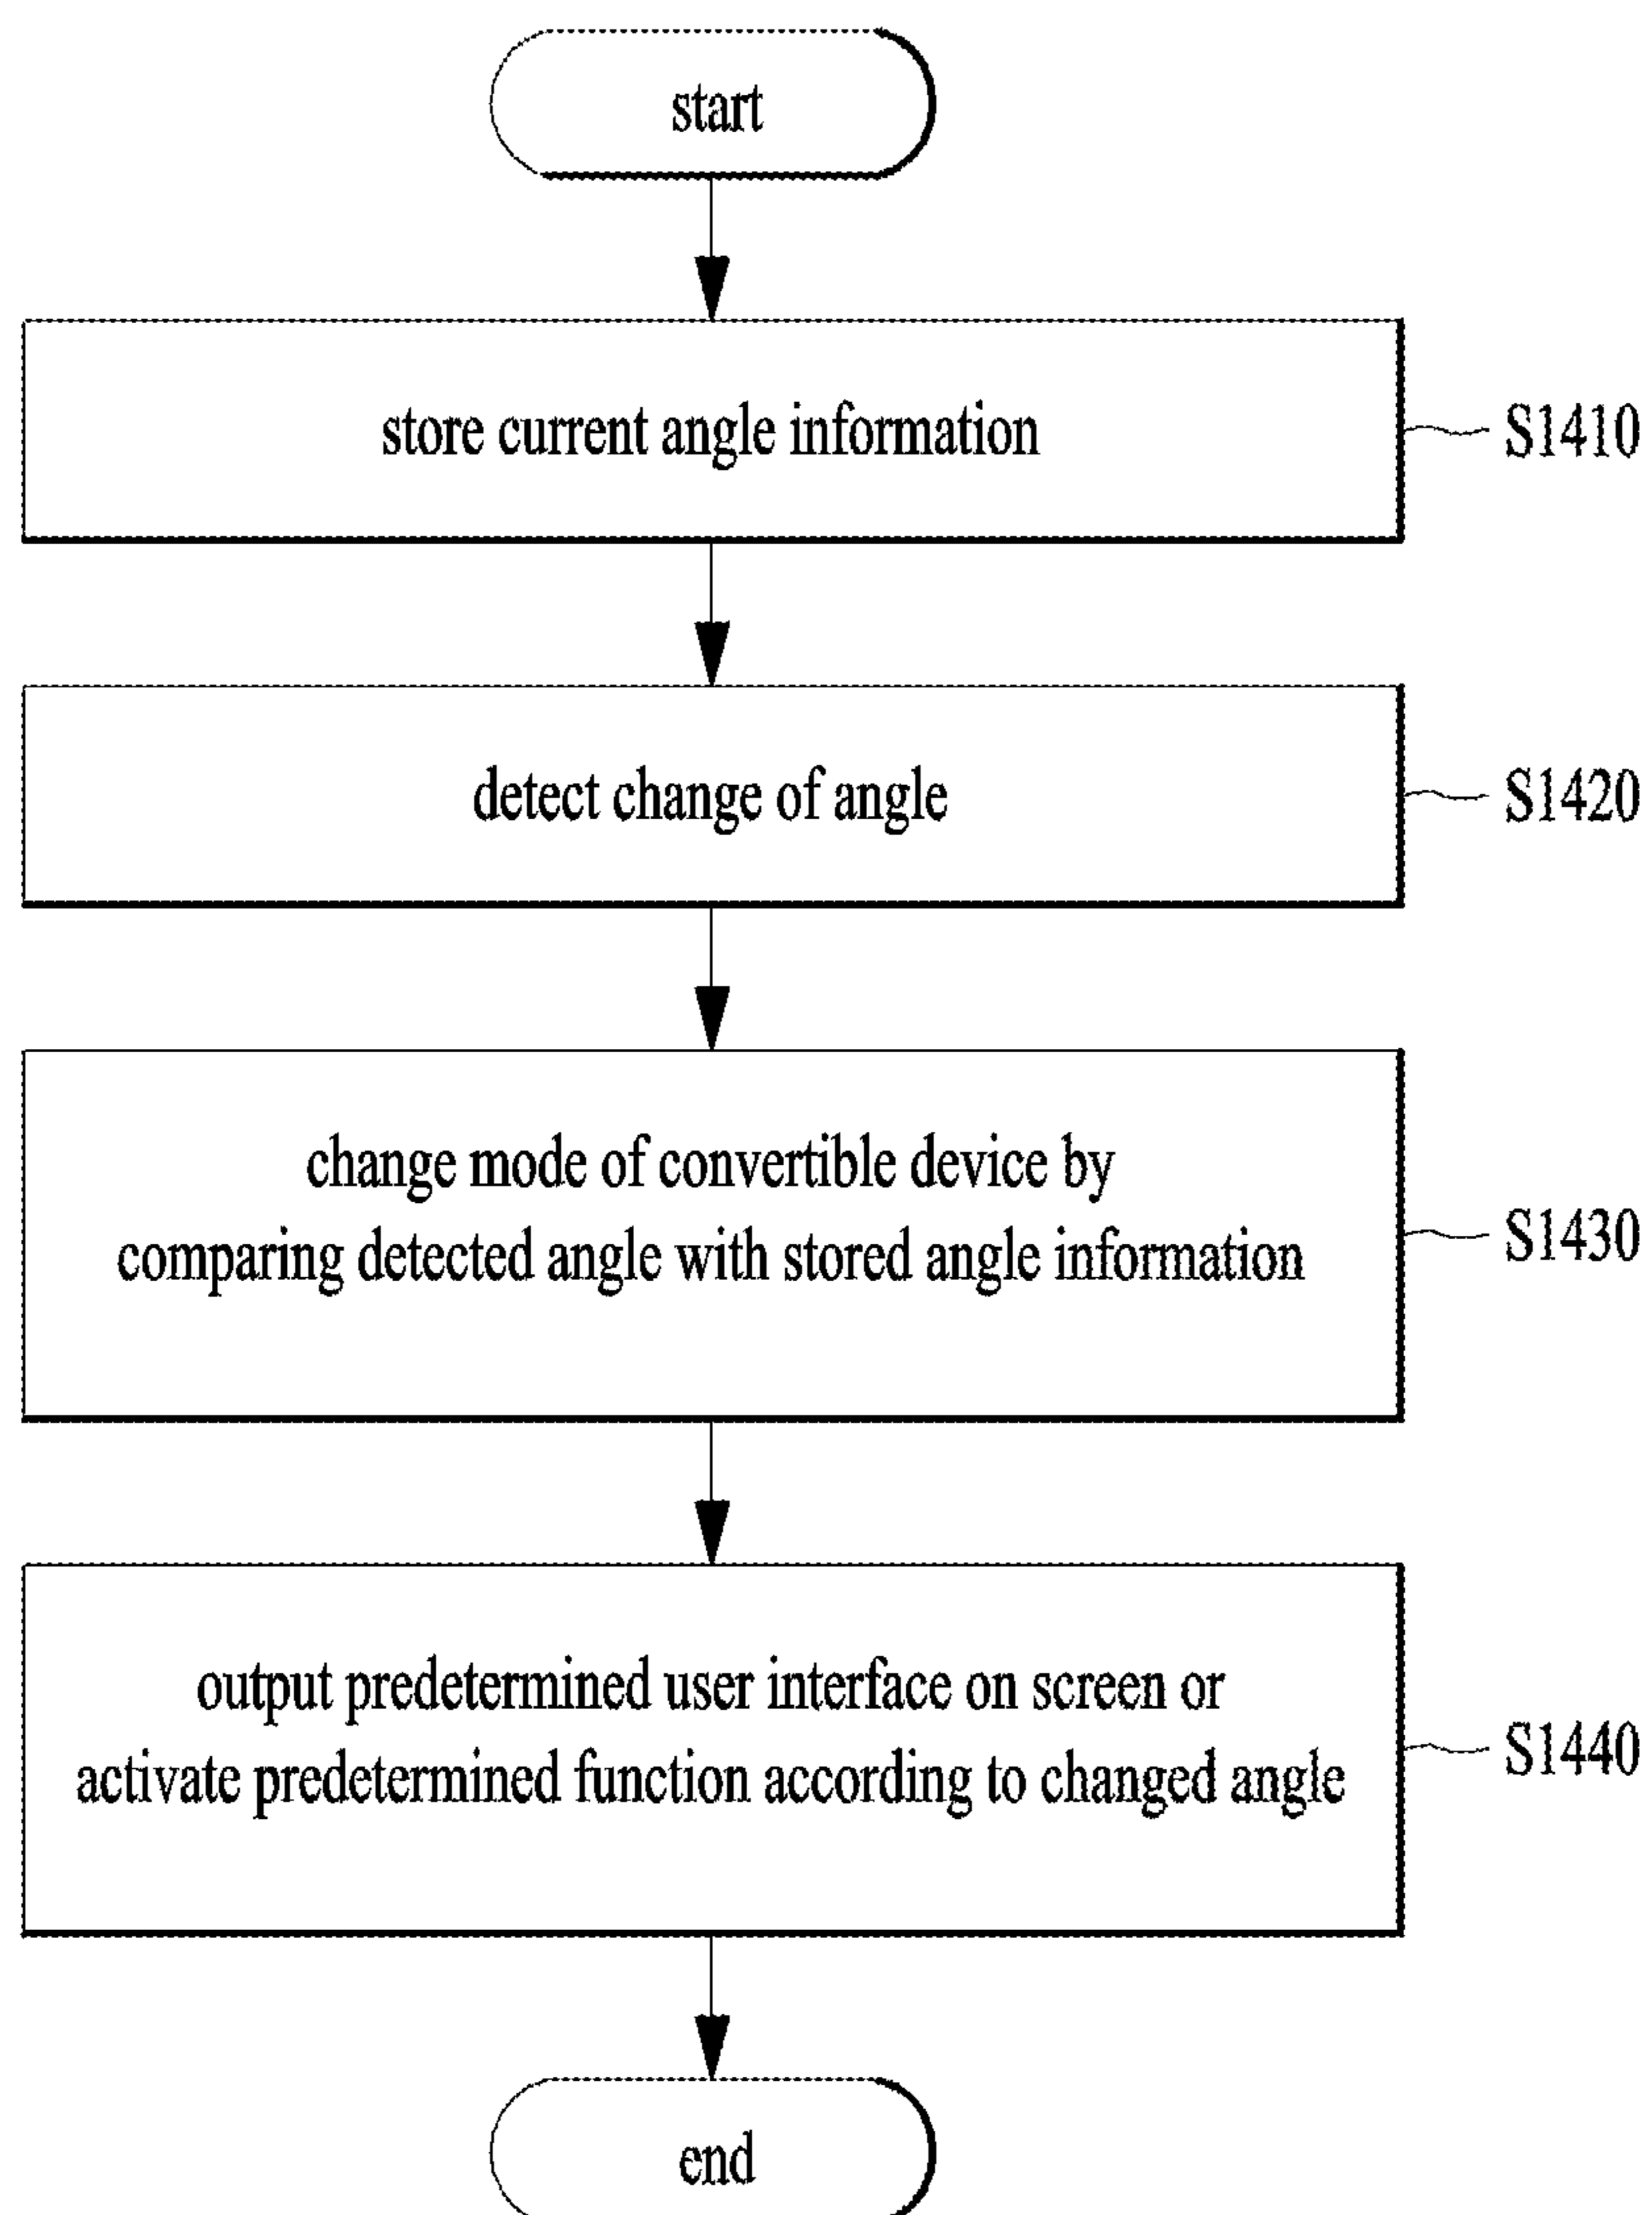 start
store current angle information
S1410
detect change of angle
S1420
change mode of convertible device by
comparing detected angle with stored angle information
S1430
output predetermined user interface on screen or
activate predetermined function according to changed angle
S1440
end